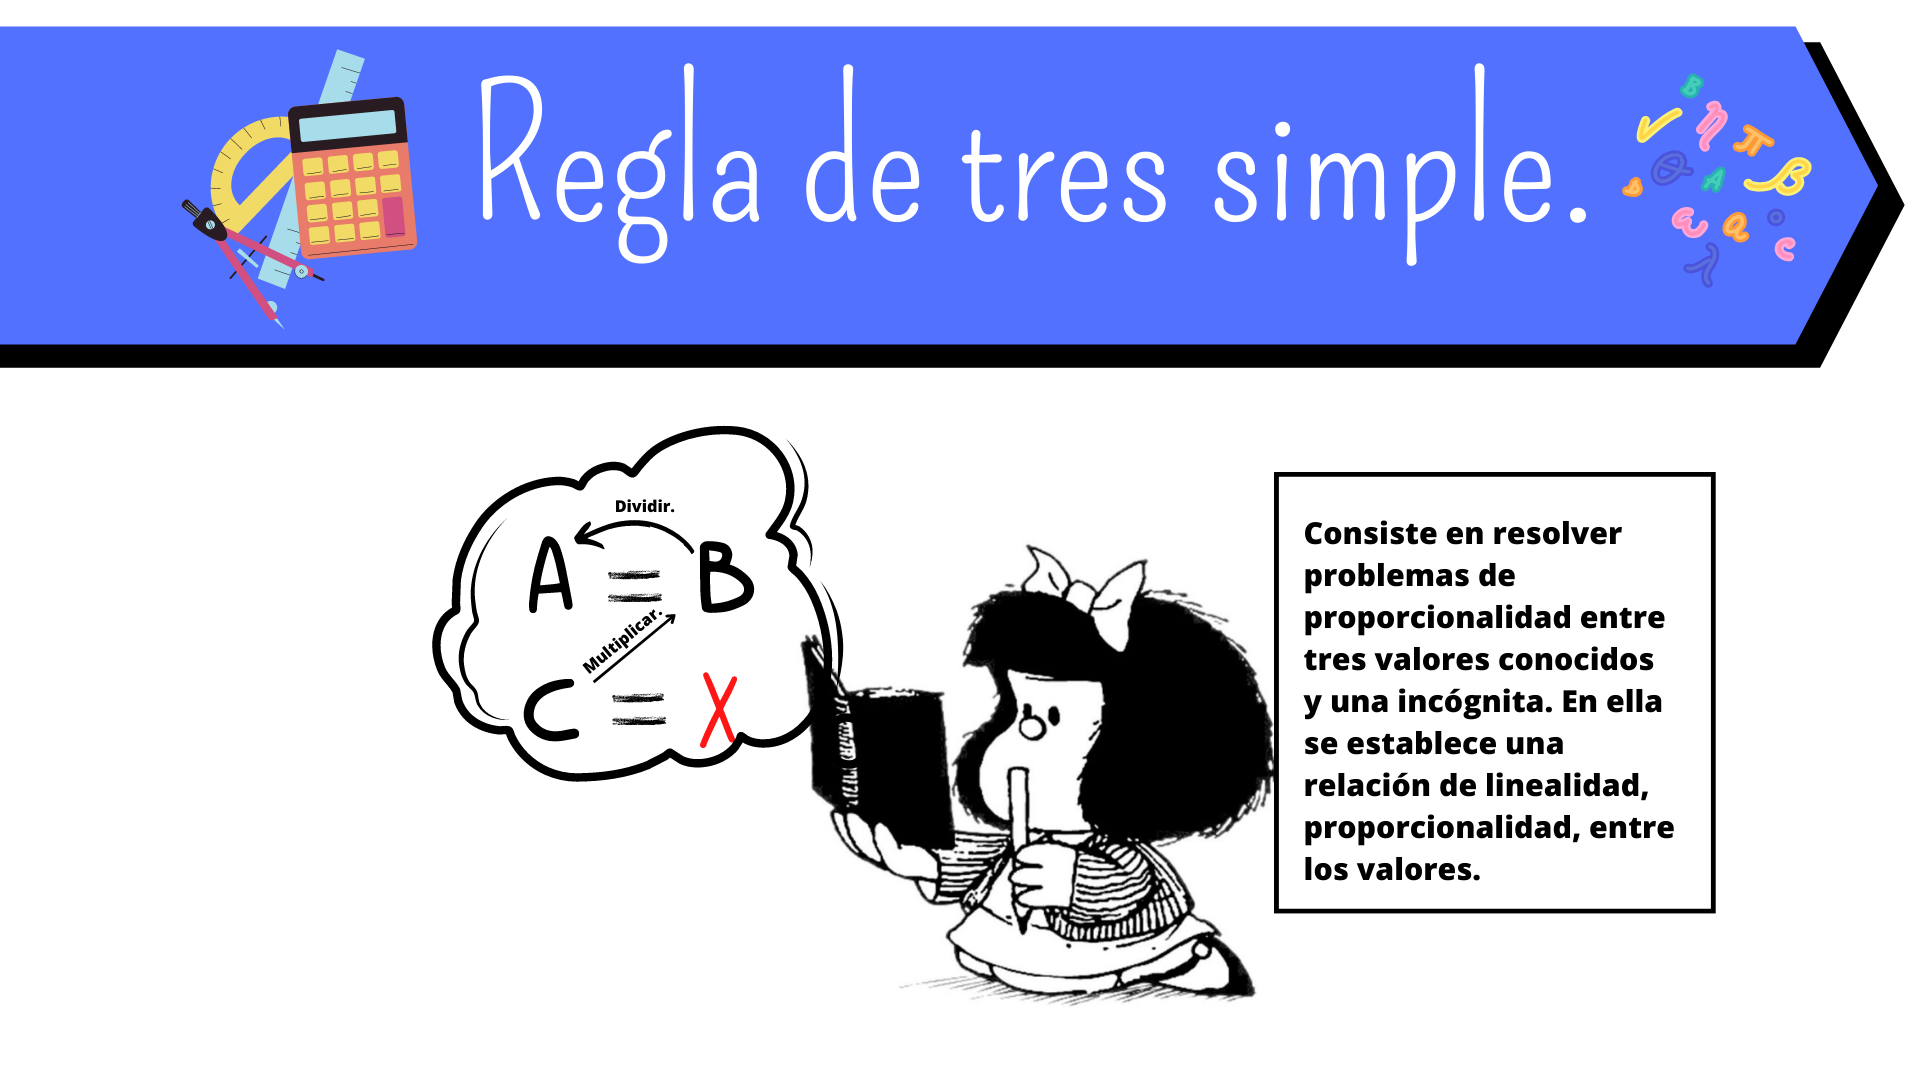 Regla de tres simple.
Dividir.
A = B
Multiplicar.
C = X
Consiste en resolver
problemas de
proporcionalidad entre
tres valores conocidos
y una incógnita. En ella
se establece una
relación de linealidad,
proporcionalidad, entre
los valores.